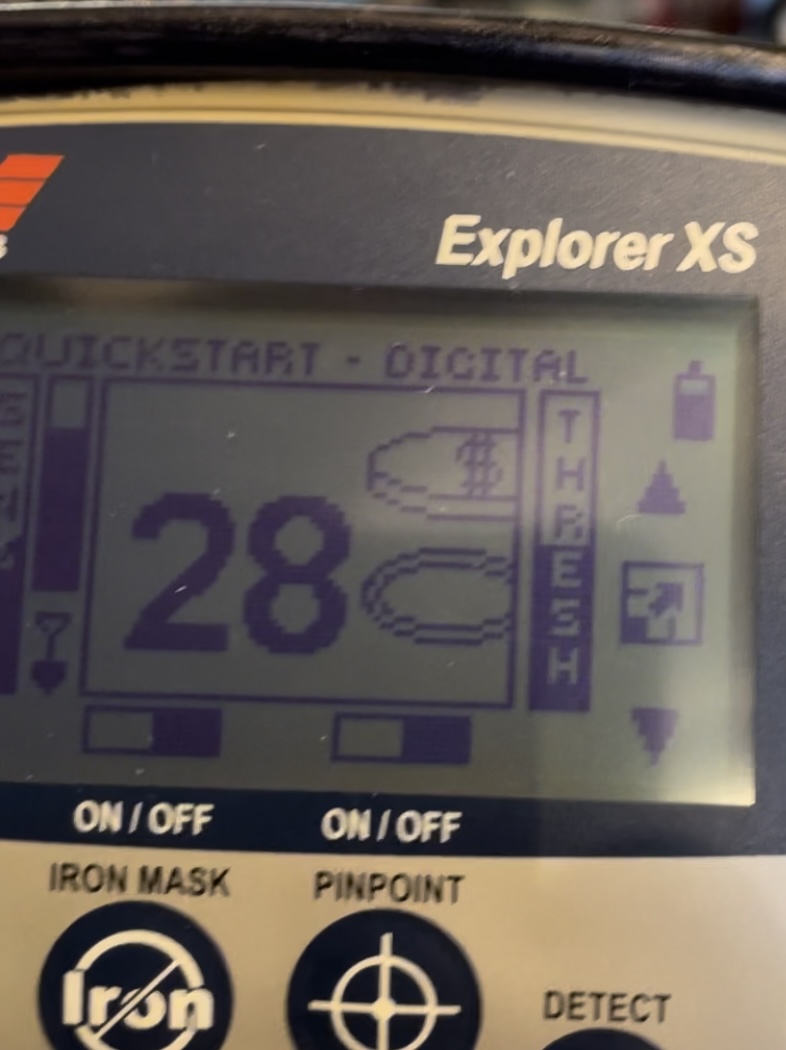 Explorer XS
QUICKSTART - DIGITAL
THRESH
$
28
ON / OFF
ON / OFF
IRON MASK
PINPOINT
Iron
DETECT